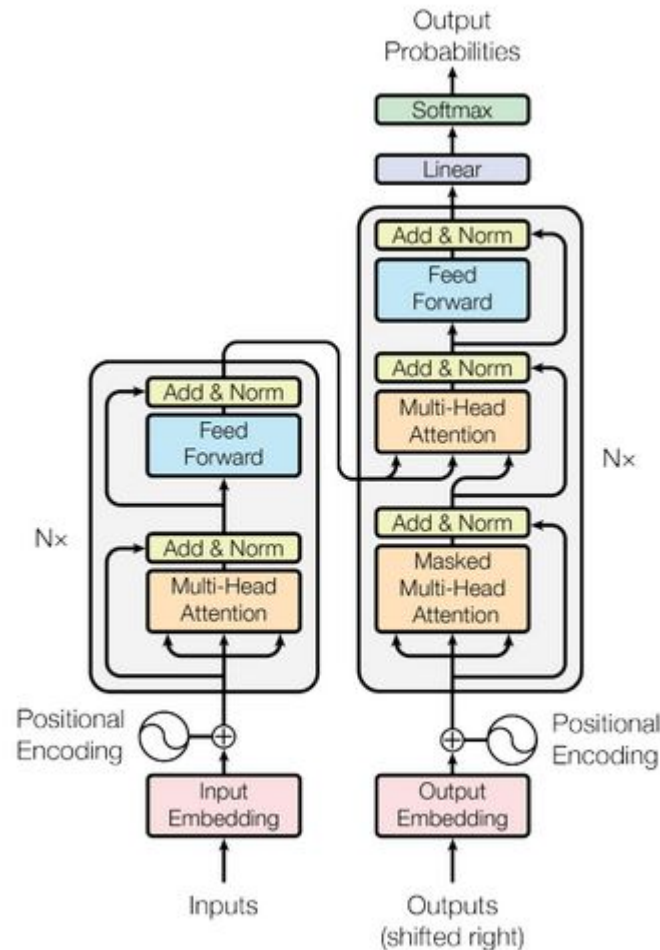 Output
Probabilities
Softmax
Linear
Add & Norm
Feed
Forward
Add & Norm
Multi-Head
Attention
Add & Norm
Masked
Multi-Head
Attention
N×
Add & Norm
Feed
Forward
Add & Norm
Multi-Head
Attention
N×
Positional
Encoding
Positional
Encoding
Input
Embedding
Output
Embedding
Inputs
Outputs
(shifted right)